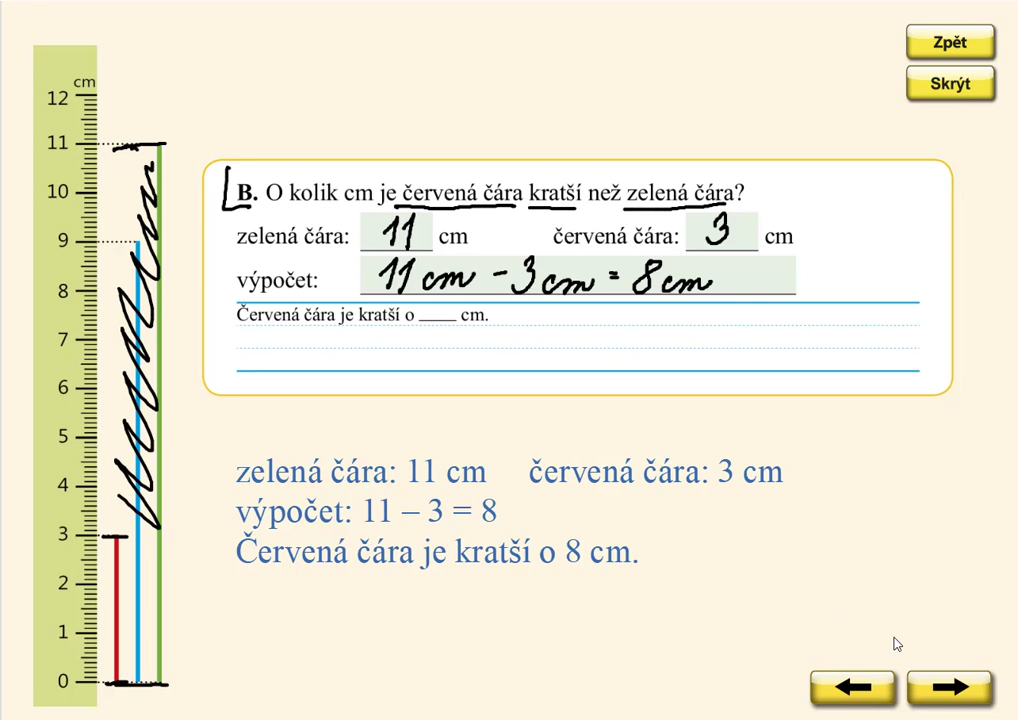 Zpět
Skrýt
cm
12
11
10
9
8
7
6
5
4
3
2
1
0
B. O kolik cm je červená čára kratší než zelená čára?
zelená čára: 11 cm červená čára: 3 cm
výpočet: 11 cm - 3 cm = 8 cm
Červená čára je kratší o ____ cm.
zelená čára: 11 cm červená čára: 3 cm
výpočet: 11 – 3 = 8
Červená čára je kratší o 8 cm.